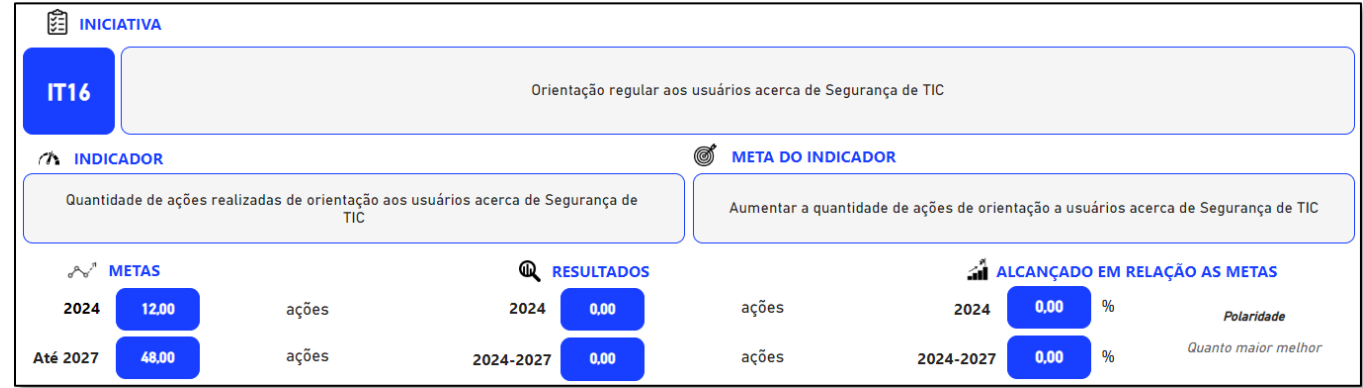 INICIATIVA
IT16
Orientação regular aos usuários acerca de Segurança de TIC
INDICADOR
META DO INDICADOR
Quantidade de ações realizadas de orientação aos usuários acerca de Segurança de
TIC
Aumentar a quantidade de ações de orientação a usuários acerca de Segurança de TIC
METAS
RESULTADOS
ALCANÇADO EM RELAÇÃO AS METAS
2024 12,00 ações 2024 0,00 ações 2024 0,00 % Polaridade
Até 2027 48,00 ações 2024-2027 0,00 ações 2024-2027 0,00 % Quanto maior melhor